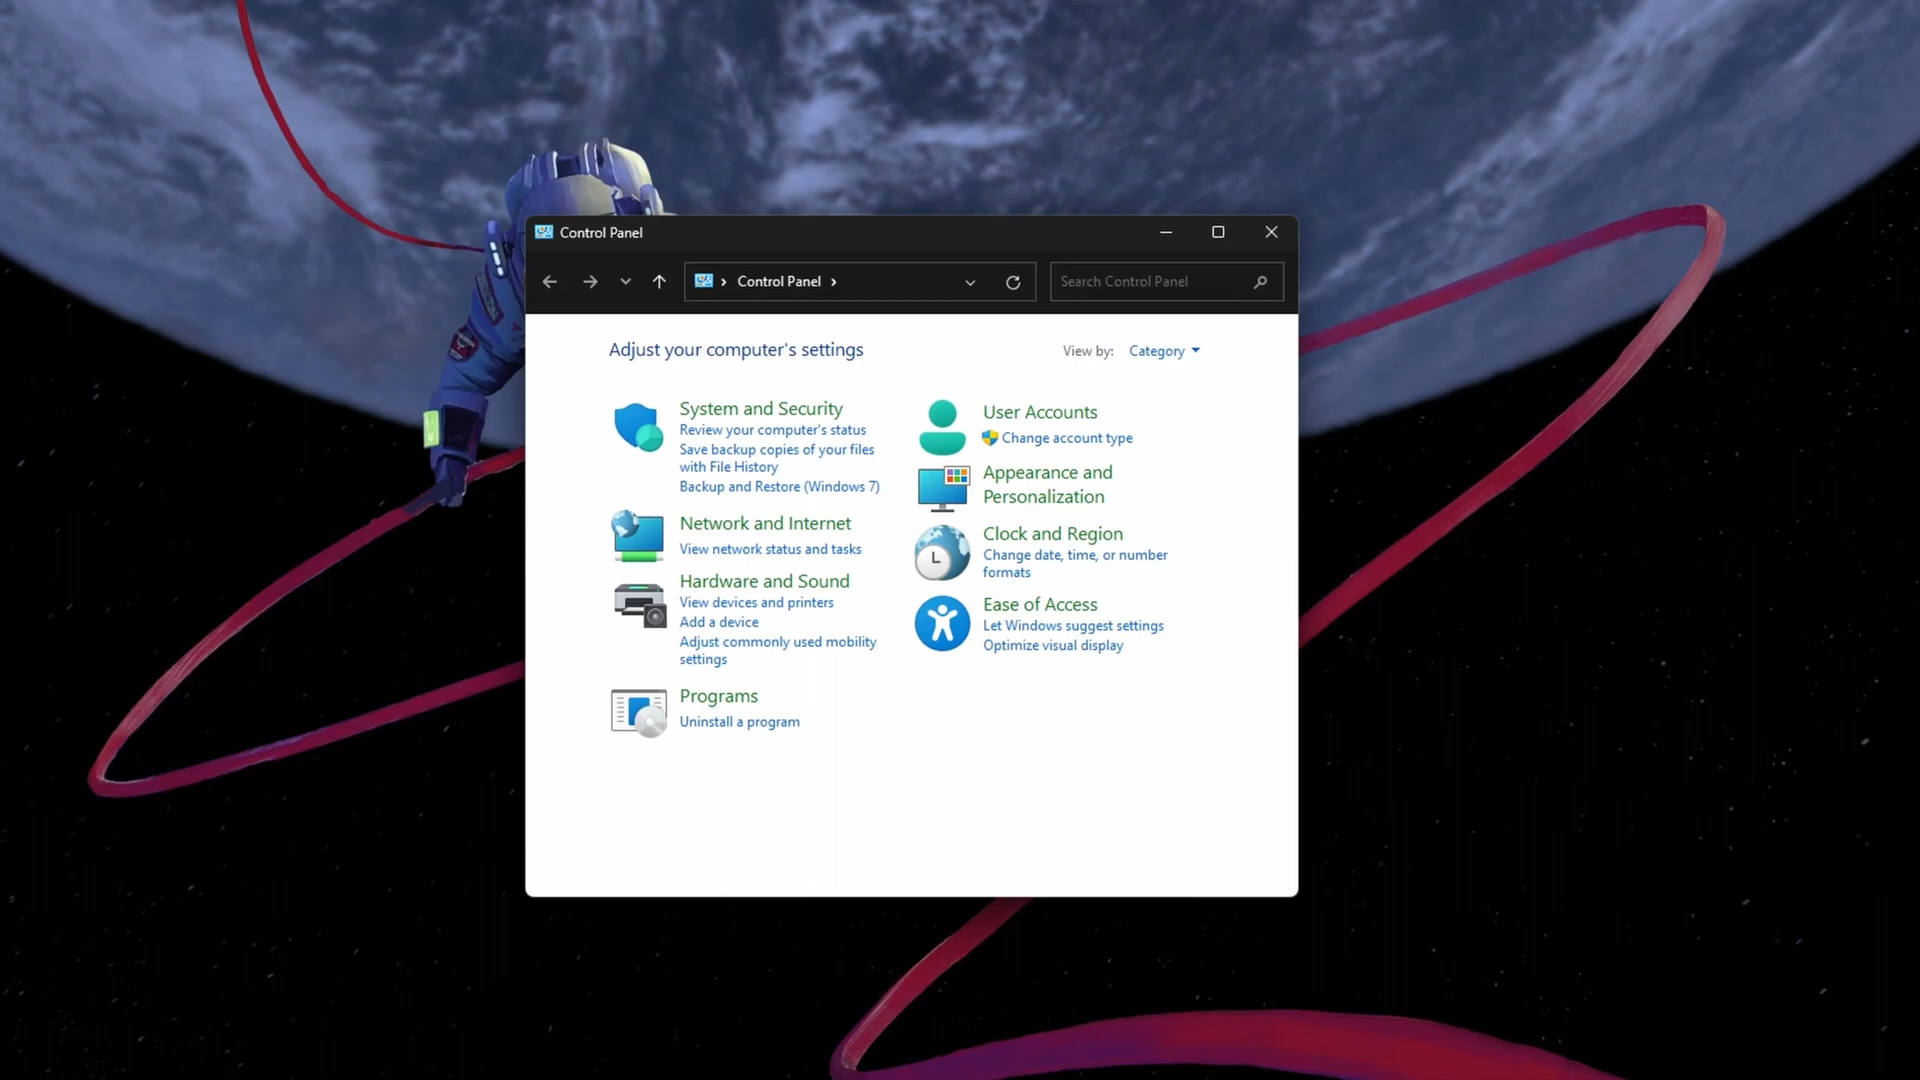 Control Panel
Control Panel
Search Control Panel
Adjust your computer's settings
View by: Category
System and Security
Review your computer's status
Save backup copies of your files
with File History
Backup and Restore (Windows 7)
Network and Internet
View network status and tasks
Hardware and Sound
View devices and printers
Add a device
Adjust commonly used mobility
settings
Programs
Uninstall a program
User Accounts
Change account type
Appearance and
Personalization
Clock and Region
Change date, time, or number
formats
Ease of Access
Let Windows suggest settings
Optimize visual display